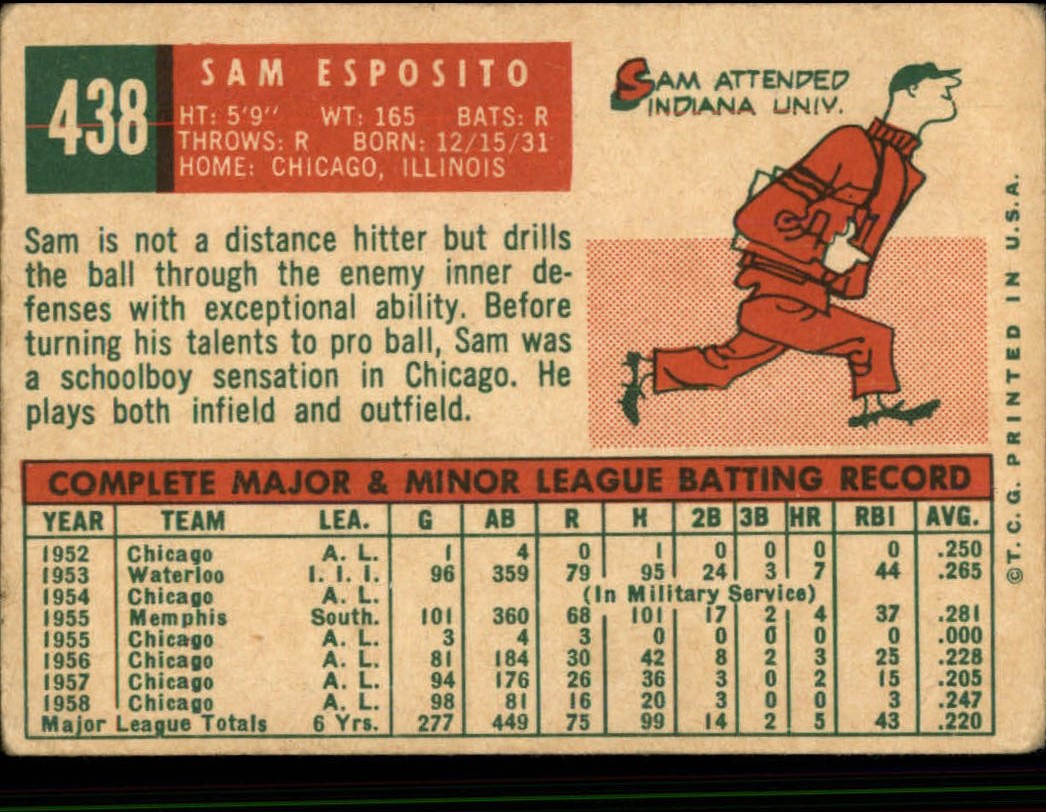 438
SAM ESPOSITO
HT: 5'9" WT: 165 BATS: R
THROWS: R BORN: 12/15/31
HOME: CHICAGO, ILLINOIS
SAM ATTENDED
INDIANA UNIV.
Sam is not a distance hitter but drills
the ball through the enemy inner de-
fenses with exceptional ability. Before
turning his talents to pro ball, Sam was
a schoolboy sensation in Chicago. He
plays both infield and outfield.
©T. C. G. PRINTED IN U.S.A.
COMPLETE MAJOR & MINOR LEAGUE BATTING RECORD
YEAR TEAM LEA. G AB R H 2B 3B HR RBI AVG.
1952 Chicago A. L. 1 4 0 1 0 0 0 0 .250
1953 Waterloo I. I. I. 96 359 79 95 24 3 7 44 .265
1954 Chicago A. L. (In Military Service)
1955 Memphis South. 101 360 68 101 17 2 4 37 .281
1955 Chicago A. L. 3 4 3 0 0 0 0 0 .000
1956 Chicago A. L. 81 184 30 42 8 2 3 25 .228
1957 Chicago A. L. 94 176 26 36 3 0 2 15 .205
1958 Chicago A. L. 98 81 16 20 3 0 0 3 .247
Major League Totals 6 Yrs. 277 449 75 99 14 2 5 43 .220